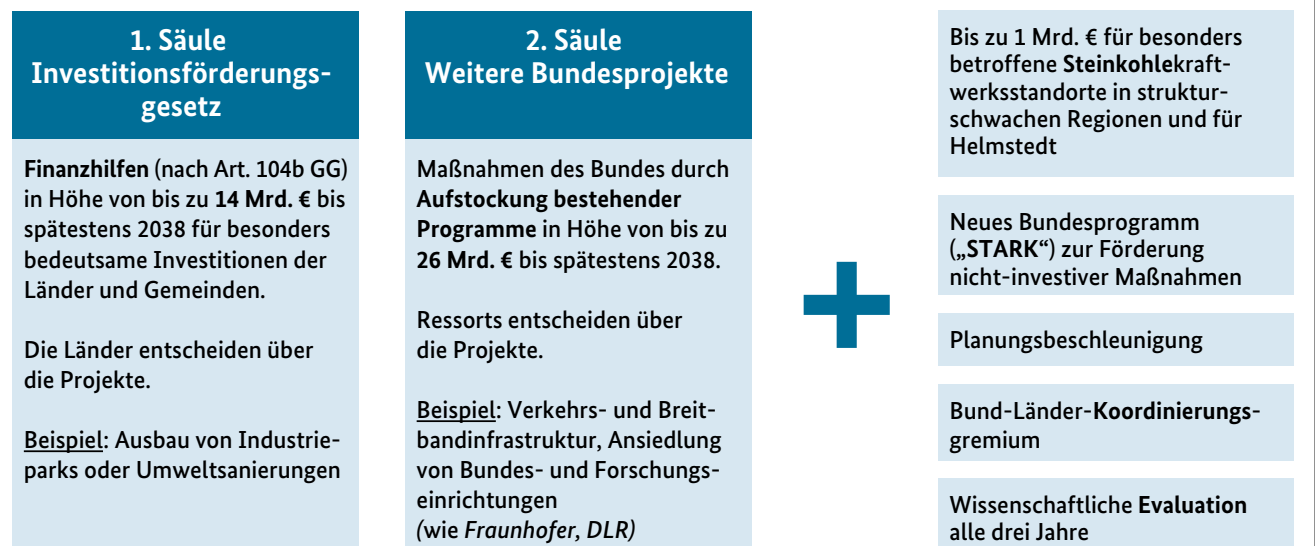 1. Säule
Investitionsförderungs-
gesetz
Finanzhilfen (nach Art. 104b GG)
in Höhe von bis zu 14 Mrd. € bis
spätestens 2038 für besonders
bedeutsame Investitionen der
Länder und Gemeinden.
Die Länder entscheiden über
die Projekte.
Beispiel: Ausbau von Industrie-
parks oder Umweltsanierungen
2. Säule
Weitere Bundesprojekte
Maßnahmen des Bundes durch
Aufstockung bestehender
Programme in Höhe von bis zu
26 Mrd. € bis spätestens 2038.
Ressorts entscheiden über
die Projekte.
Beispiel: Verkehrs- und Breit-
bandinfrastruktur, Ansiedlung
von Bundes- und Forschungs-
einrichtungen
(wie Fraunhofer, DLR)
+
Bis zu 1 Mrd. € für besonders
betroffene Steinkohlekraft-
werksstandorte in struktur-
schwachen Regionen und für
Helmstedt
Neues Bundesprogramm
(„STARK“) zur Förderung
nicht-investiver Maßnahmen
Planungsbeschleunigung
Bund-Länder-Koordinierungs-
gremium
Wissenschaftliche Evaluation
alle drei Jahre